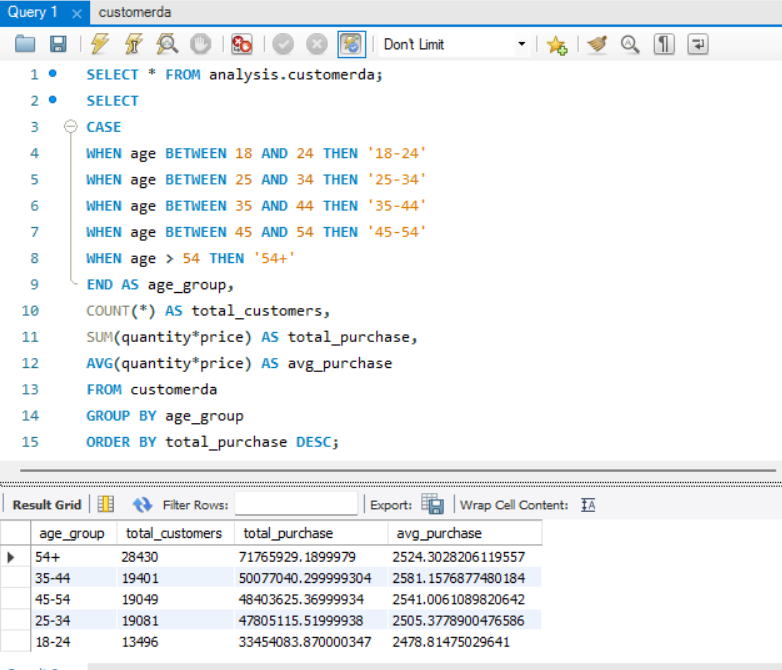 Query 1 × customerda
Don't Limit
1 SELECT * FROM analysis.customerda;
2 SELECT
3 CASE
4 WHEN age BETWEEN 18 AND 24 THEN '18-24'
5 WHEN age BETWEEN 25 AND 34 THEN '25-34'
6 WHEN age BETWEEN 35 AND 44 THEN '35-44'
7 WHEN age BETWEEN 45 AND 54 THEN '45-54'
8 WHEN age > 54 THEN '54+'
9 END AS age_group,
10 COUNT(*) AS total_customers,
11 SUM(quantity*price) AS total_purchase,
12 AVG(quantity*price) AS avg_purchase
13 FROM customerda
14 GROUP BY age_group
15 ORDER BY total_purchase DESC;
Result Grid Filter Rows: Export: Wrap Cell Content:
age_group total_customers total_purchase avg_purchase
54+ 28430 71765929.1899979 2524.3028206119557
35-44 19401 50077040.299999304 2581.1576877480184
45-54 19049 48403625.36999934 2541.0061089820642
25-34 19081 47805115.51999938 2505.3778900476586
18-24 13496 33454083.870000347 2478.81475029641